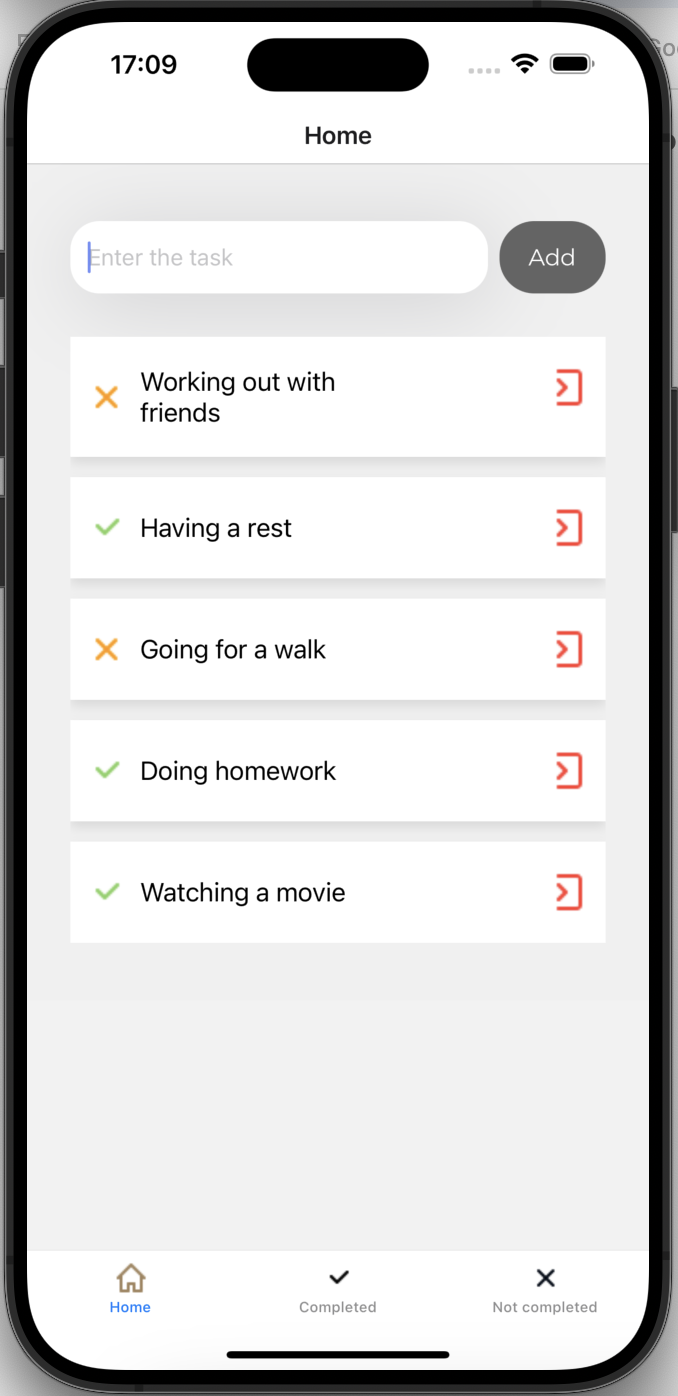 17:09
Home
Enter the task
Add
Working out with
friends
Having a rest
Going for a walk
Doing homework
Watching a movie
Home
Completed
Not completed